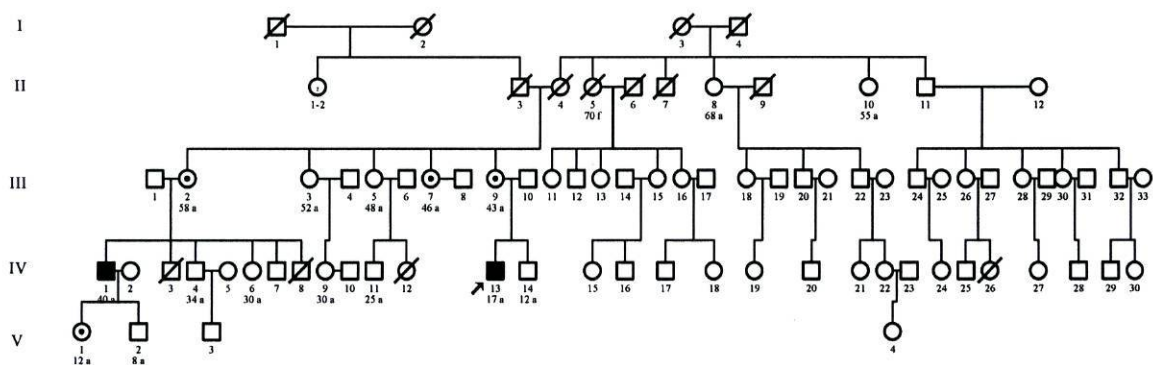 I
1 2 3 4
II
1-2 3 4 5 6 7 8 9 10 11 12
70 f 68 a 55 a
III
1 2 3 4 5 6 7 8 9 10 11 12 13 14 15 16 17 18 19 20 21 22 23 24 25 26 27 28 29 30 31 32 33
58 a 52 a 48 a 46 a 43 a
IV
1 2 3 4 5 6 7 8 9 10 11 12 13 14 15 16 17 18 19 20 21 22 23 24 25 26 27 28 29 30
40 a 34 a 30 a 30 a 25 a 17 a 12 a
V
1 2 3 4
12 a 8 a